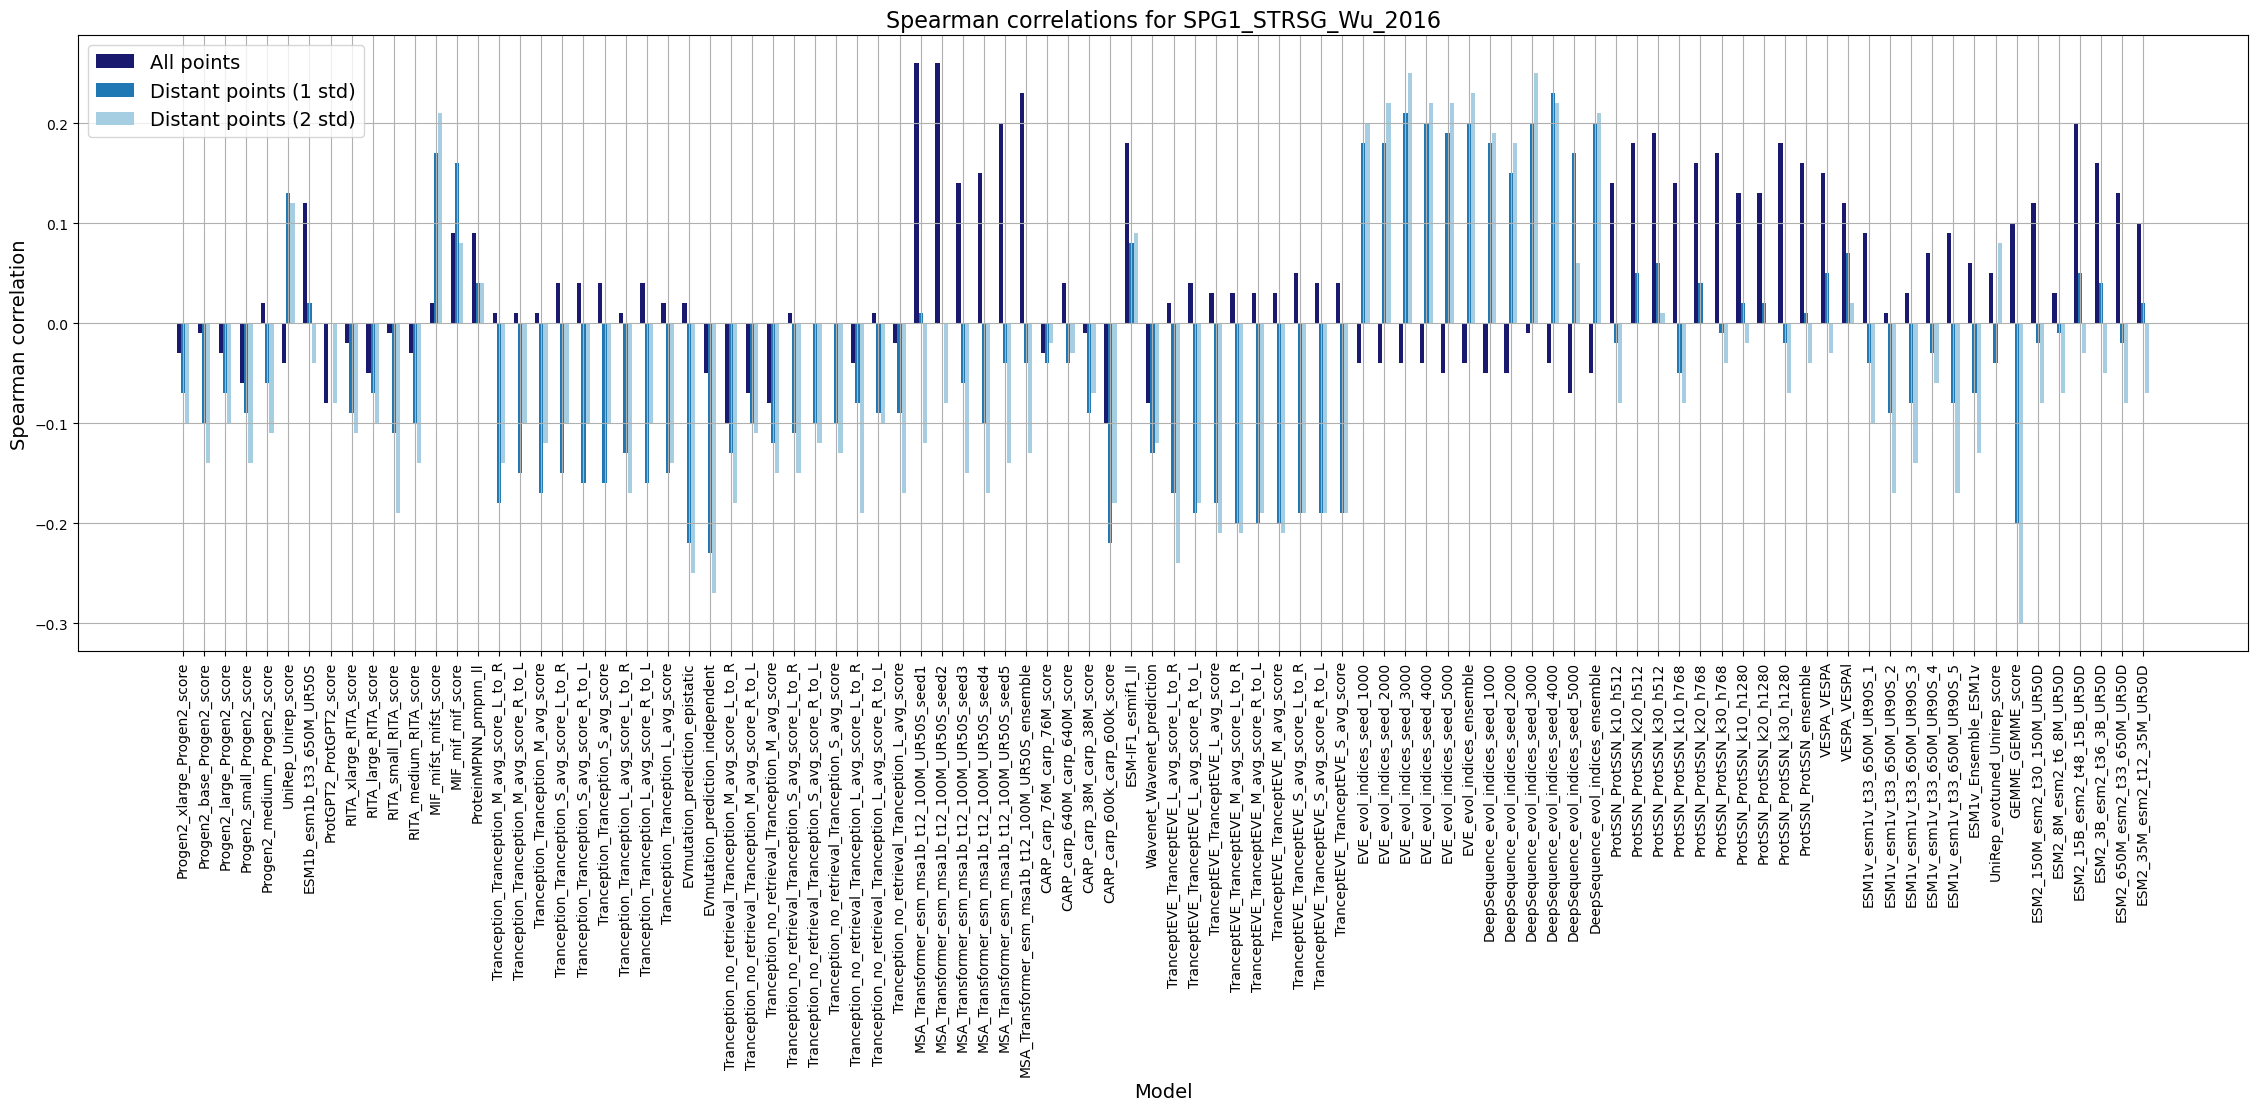 Spearman correlations for SPG1_STRSG_Wu_2016
All points
Distant points (1 std)
Distant points (2 std)
Spearman correlation
0.2
0.1
0.0
−0.1
−0.2
−0.3
Progen2_xlarge_Progen2_score
Progen2_base_Progen2_score
Progen2_large_Progen2_score
Progen2_small_Progen2_score
Progen2_medium_Progen2_score
UniRep_Unirep_score
ESM1b_esm1b_t33_650M_UR50S
ProtGPT2_ProtGPT2_score
RITA_xlarge_RITA_score
RITA_large_RITA_score
RITA_small_RITA_score
RITA_medium_RITA_score
MIF_mifst_mifst_score
MIF_mif_mif_score
ProteinMPNN_pmpnn_ll
Tranception_Tranception_M_avg_score_L_to_R
Tranception_Tranception_M_avg_score_R_to_L
Tranception_Tranception_M_avg_score
Tranception_Tranception_S_avg_score_L_to_R
Tranception_Tranception_S_avg_score_R_to_L
Tranception_Tranception_S_avg_score
Tranception_Tranception_L_avg_score_L_to_R
Tranception_Tranception_L_avg_score_R_to_L
Tranception_Tranception_L_avg_score
EVmutation_prediction_epistatic
EVmutation_prediction_independent
Tranception_no_retrieval_Tranception_M_avg_score_L_to_R
Tranception_no_retrieval_Tranception_M_avg_score_R_to_L
Tranception_no_retrieval_Tranception_M_avg_score
Tranception_no_retrieval_Tranception_S_avg_score_L_to_R
Tranception_no_retrieval_Tranception_S_avg_score_R_to_L
Tranception_no_retrieval_Tranception_S_avg_score
Tranception_no_retrieval_Tranception_L_avg_score_L_to_R
Tranception_no_retrieval_Tranception_L_avg_score_R_to_L
Tranception_no_retrieval_Tranception_L_avg_score
MSA_Transformer_esm_msa1b_t12_100M_UR50S_seed1
MSA_Transformer_esm_msa1b_t12_100M_UR50S_seed2
MSA_Transformer_esm_msa1b_t12_100M_UR50S_seed3
MSA_Transformer_esm_msa1b_t12_100M_UR50S_seed4
MSA_Transformer_esm_msa1b_t12_100M_UR50S_seed5
MSA_Transformer_esm_msa1b_t12_100M_UR50S_ensemble
CARP_carp_76M_carp_76M_score
CARP_carp_640M_carp_640M_score
CARP_carp_38M_carp_38M_score
CARP_carp_600k_carp_600k_score
ESM-IF1_esmif1_ll
Wavenet_Wavenet_prediction
TranceptEVE_TranceptEVE_L_avg_score_L_to_R
TranceptEVE_TranceptEVE_L_avg_score_R_to_L
TranceptEVE_TranceptEVE_L_avg_score
TranceptEVE_TranceptEVE_M_avg_score_L_to_R
TranceptEVE_TranceptEVE_M_avg_score_R_to_L
TranceptEVE_TranceptEVE_M_avg_score
TranceptEVE_TranceptEVE_S_avg_score_L_to_R
TranceptEVE_TranceptEVE_S_avg_score_R_to_L
TranceptEVE_TranceptEVE_S_avg_score
EVE_evol_indices_seed_1000
EVE_evol_indices_seed_2000
EVE_evol_indices_seed_3000
EVE_evol_indices_seed_4000
EVE_evol_indices_seed_5000
EVE_evol_indices_ensemble
DeepSequence_evol_indices_seed_1000
DeepSequence_evol_indices_seed_2000
DeepSequence_evol_indices_seed_3000
DeepSequence_evol_indices_seed_4000
DeepSequence_evol_indices_seed_5000
DeepSequence_evol_indices_ensemble
ProtSSN_ProtSSN_k10_h512
ProtSSN_ProtSSN_k20_h512
ProtSSN_ProtSSN_k30_h512
ProtSSN_ProtSSN_k10_h768
ProtSSN_ProtSSN_k20_h768
ProtSSN_ProtSSN_k30_h768
ProtSSN_ProtSSN_k10_h1280
ProtSSN_ProtSSN_k20_h1280
ProtSSN_ProtSSN_k30_h1280
ProtSSN_ProtSSN_ensemble
VESPA_VESPA
VESPA_VESPAl
ESM1v_esm1v_t33_650M_UR90S_1
ESM1v_esm1v_t33_650M_UR90S_2
ESM1v_esm1v_t33_650M_UR90S_3
ESM1v_esm1v_t33_650M_UR90S_4
ESM1v_esm1v_t33_650M_UR90S_5
ESM1v_Ensemble_ESM1v
UniRep_evotuned_Unirep_score
GEMME_GEMME_score
ESM2_150M_esm2_t30_150M_UR50D
ESM2_8M_esm2_t6_8M_UR50D
ESM2_15B_esm2_t48_15B_UR50D
ESM2_3B_esm2_t36_3B_UR50D
ESM2_650M_esm2_t33_650M_UR50D
ESM2_35M_esm2_t12_35M_UR50D
Model